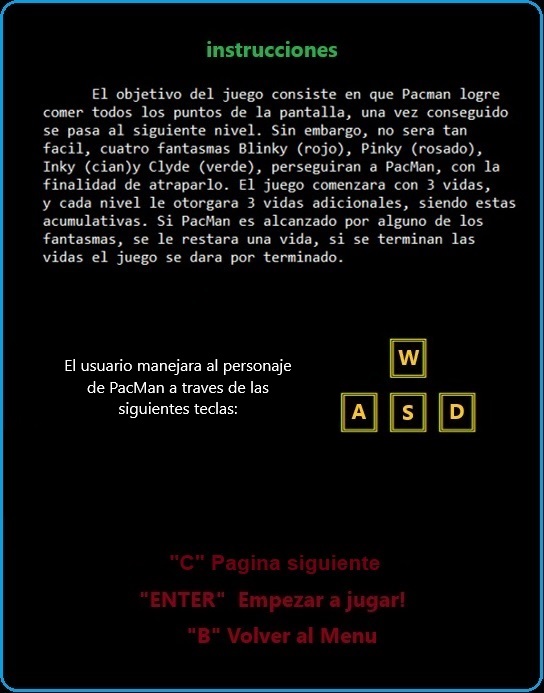 instrucciones
El objetivo del juego consiste en que Pacman logre
comer todos los puntos de la pantalla, una vez conseguido
se pasa al siguiente nivel. Sin embargo, no sera tan
facil, cuatro fantasmas Blinky (rojo), Pinky (rosado),
Inky (cian)y Clyde (verde), perseguiran a PacMan, con la
finalidad de atraparlo. El juego comenzara con 3 vidas,
y cada nivel le otorgara 3 vidas adicionales, siendo estas
acumulativas. Si PacMan es alcanzado por alguno de los
fantasmas, se le restara una vida, si se terminan las
vidas el juego se dara por terminado.
El usuario manejara al personaje
de PacMan a traves de las
siguientes teclas:
W
A S D
"C" Pagina siguiente
"ENTER" Empezar a jugar!
"B" Volver al Menu